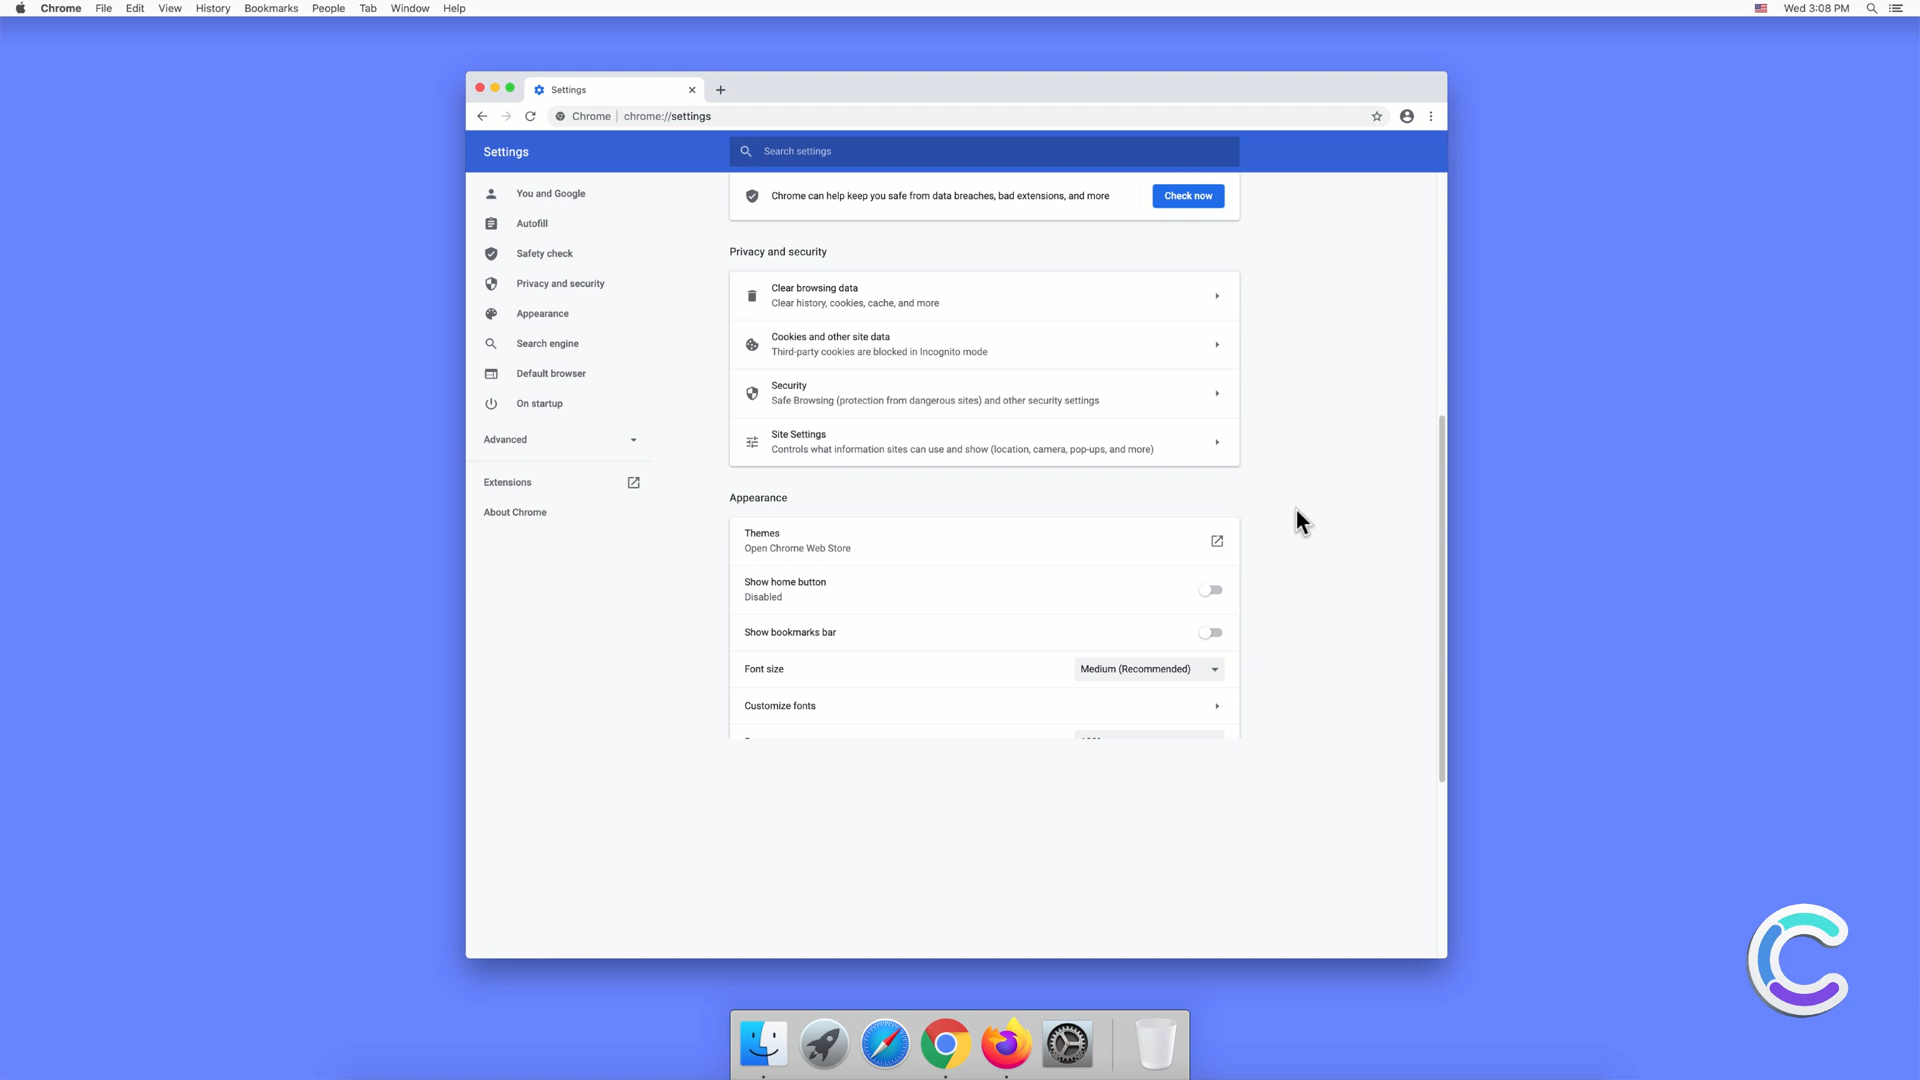 Chrome File Edit View History Bookmarks People Tab Window Help Wed 3:08 PM
Settings
Chrome chrome://settings
Settings
Search settings
You and Google
Autofill
Safety check
Privacy and security
Appearance
Search engine
Default browser
On startup
Advanced
Extensions
About Chrome
Chrome can help keep you safe from data breaches, bad extensions, and more
Check now
Privacy and security
Clear browsing data
Clear history, cookies, cache, and more
Cookies and other site data
Third-party cookies are blocked in Incognito mode
Security
Safe Browsing (protection from dangerous sites) and other security settings
Site Settings
Controls what information sites can use and show (location, camera, pop-ups, and more)
Appearance
Themes
Open Chrome Web Store
Show home button
Disabled
Show bookmarks bar
Font size Medium (Recommended)
Customize fonts